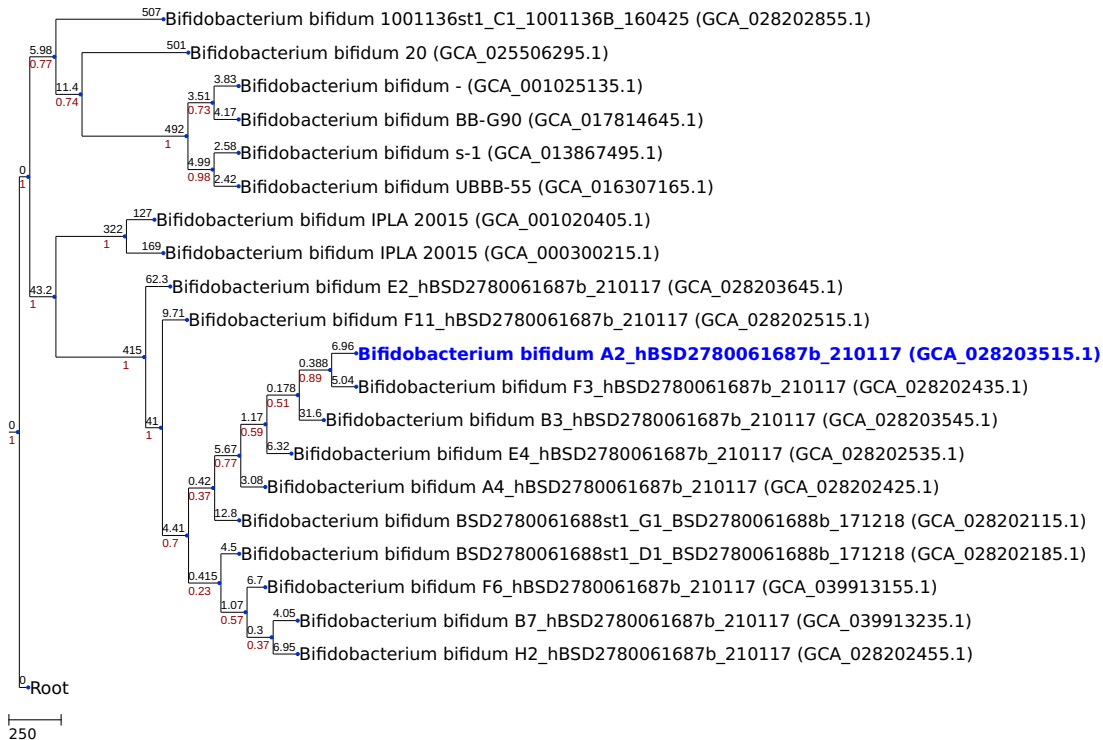 507 Bifidobacterium bifidum 1001136st1_C1_1001136B_160425 (GCA_028202855.1)
5.98
0.77
501 Bifidobacterium bifidum 20 (GCA_025506295.1)
11.4
0.74
3.83 Bifidobacterium bifidum - (GCA_001025135.1)
3.51
0.73
4.17 Bifidobacterium bifidum BB-G90 (GCA_017814645.1)
492
1
2.58 Bifidobacterium bifidum s-1 (GCA_013867495.1)
4.99
0.98
2.42 Bifidobacterium bifidum UBBB-55 (GCA_016307165.1)
0
1
127 Bifidobacterium bifidum IPLA 20015 (GCA_001020405.1)
322
1
169 Bifidobacterium bifidum IPLA 20015 (GCA_000300215.1)
43.2
1
62.3 Bifidobacterium bifidum E2_hBSD2780061687b_210117 (GCA_028203645.1)
9.71 Bifidobacterium bifidum F11_hBSD2780061687b_210117 (GCA_028202515.1)
415
1
6.96 Bifidobacterium bifidum A2_hBSD2780061687b_210117 (GCA_028203515.1)
0.388
0.89
5.04 Bifidobacterium bifidum F3_hBSD2780061687b_210117 (GCA_028202435.1)
0.178
0.51
31.6 Bifidobacterium bifidum B3_hBSD2780061687b_210117 (GCA_028203545.1)
1.17
0.59
41
1
0
1
6.32 Bifidobacterium bifidum E4_hBSD2780061687b_210117 (GCA_028202535.1)
5.67
0.77
3.08 Bifidobacterium bifidum A4_hBSD2780061687b_210117 (GCA_028202425.1)
0.42
0.37
12.8 Bifidobacterium bifidum BSD2780061688st1_G1_BSD2780061688b_171218 (GCA_028202115.1)
4.41
0.7
4.5 Bifidobacterium bifidum BSD2780061688st1_D1_BSD2780061688b_171218 (GCA_028202185.1)
0.415
0.23
6.7 Bifidobacterium bifidum F6_hBSD2780061687b_210117 (GCA_039913155.1)
1.07
0.57
4.05 Bifidobacterium bifidum B7_hBSD2780061687b_210117 (GCA_039913235.1)
0.3
0.37
6.95 Bifidobacterium bifidum H2_hBSD2780061687b_210117 (GCA_028202455.1)
0 Root
250